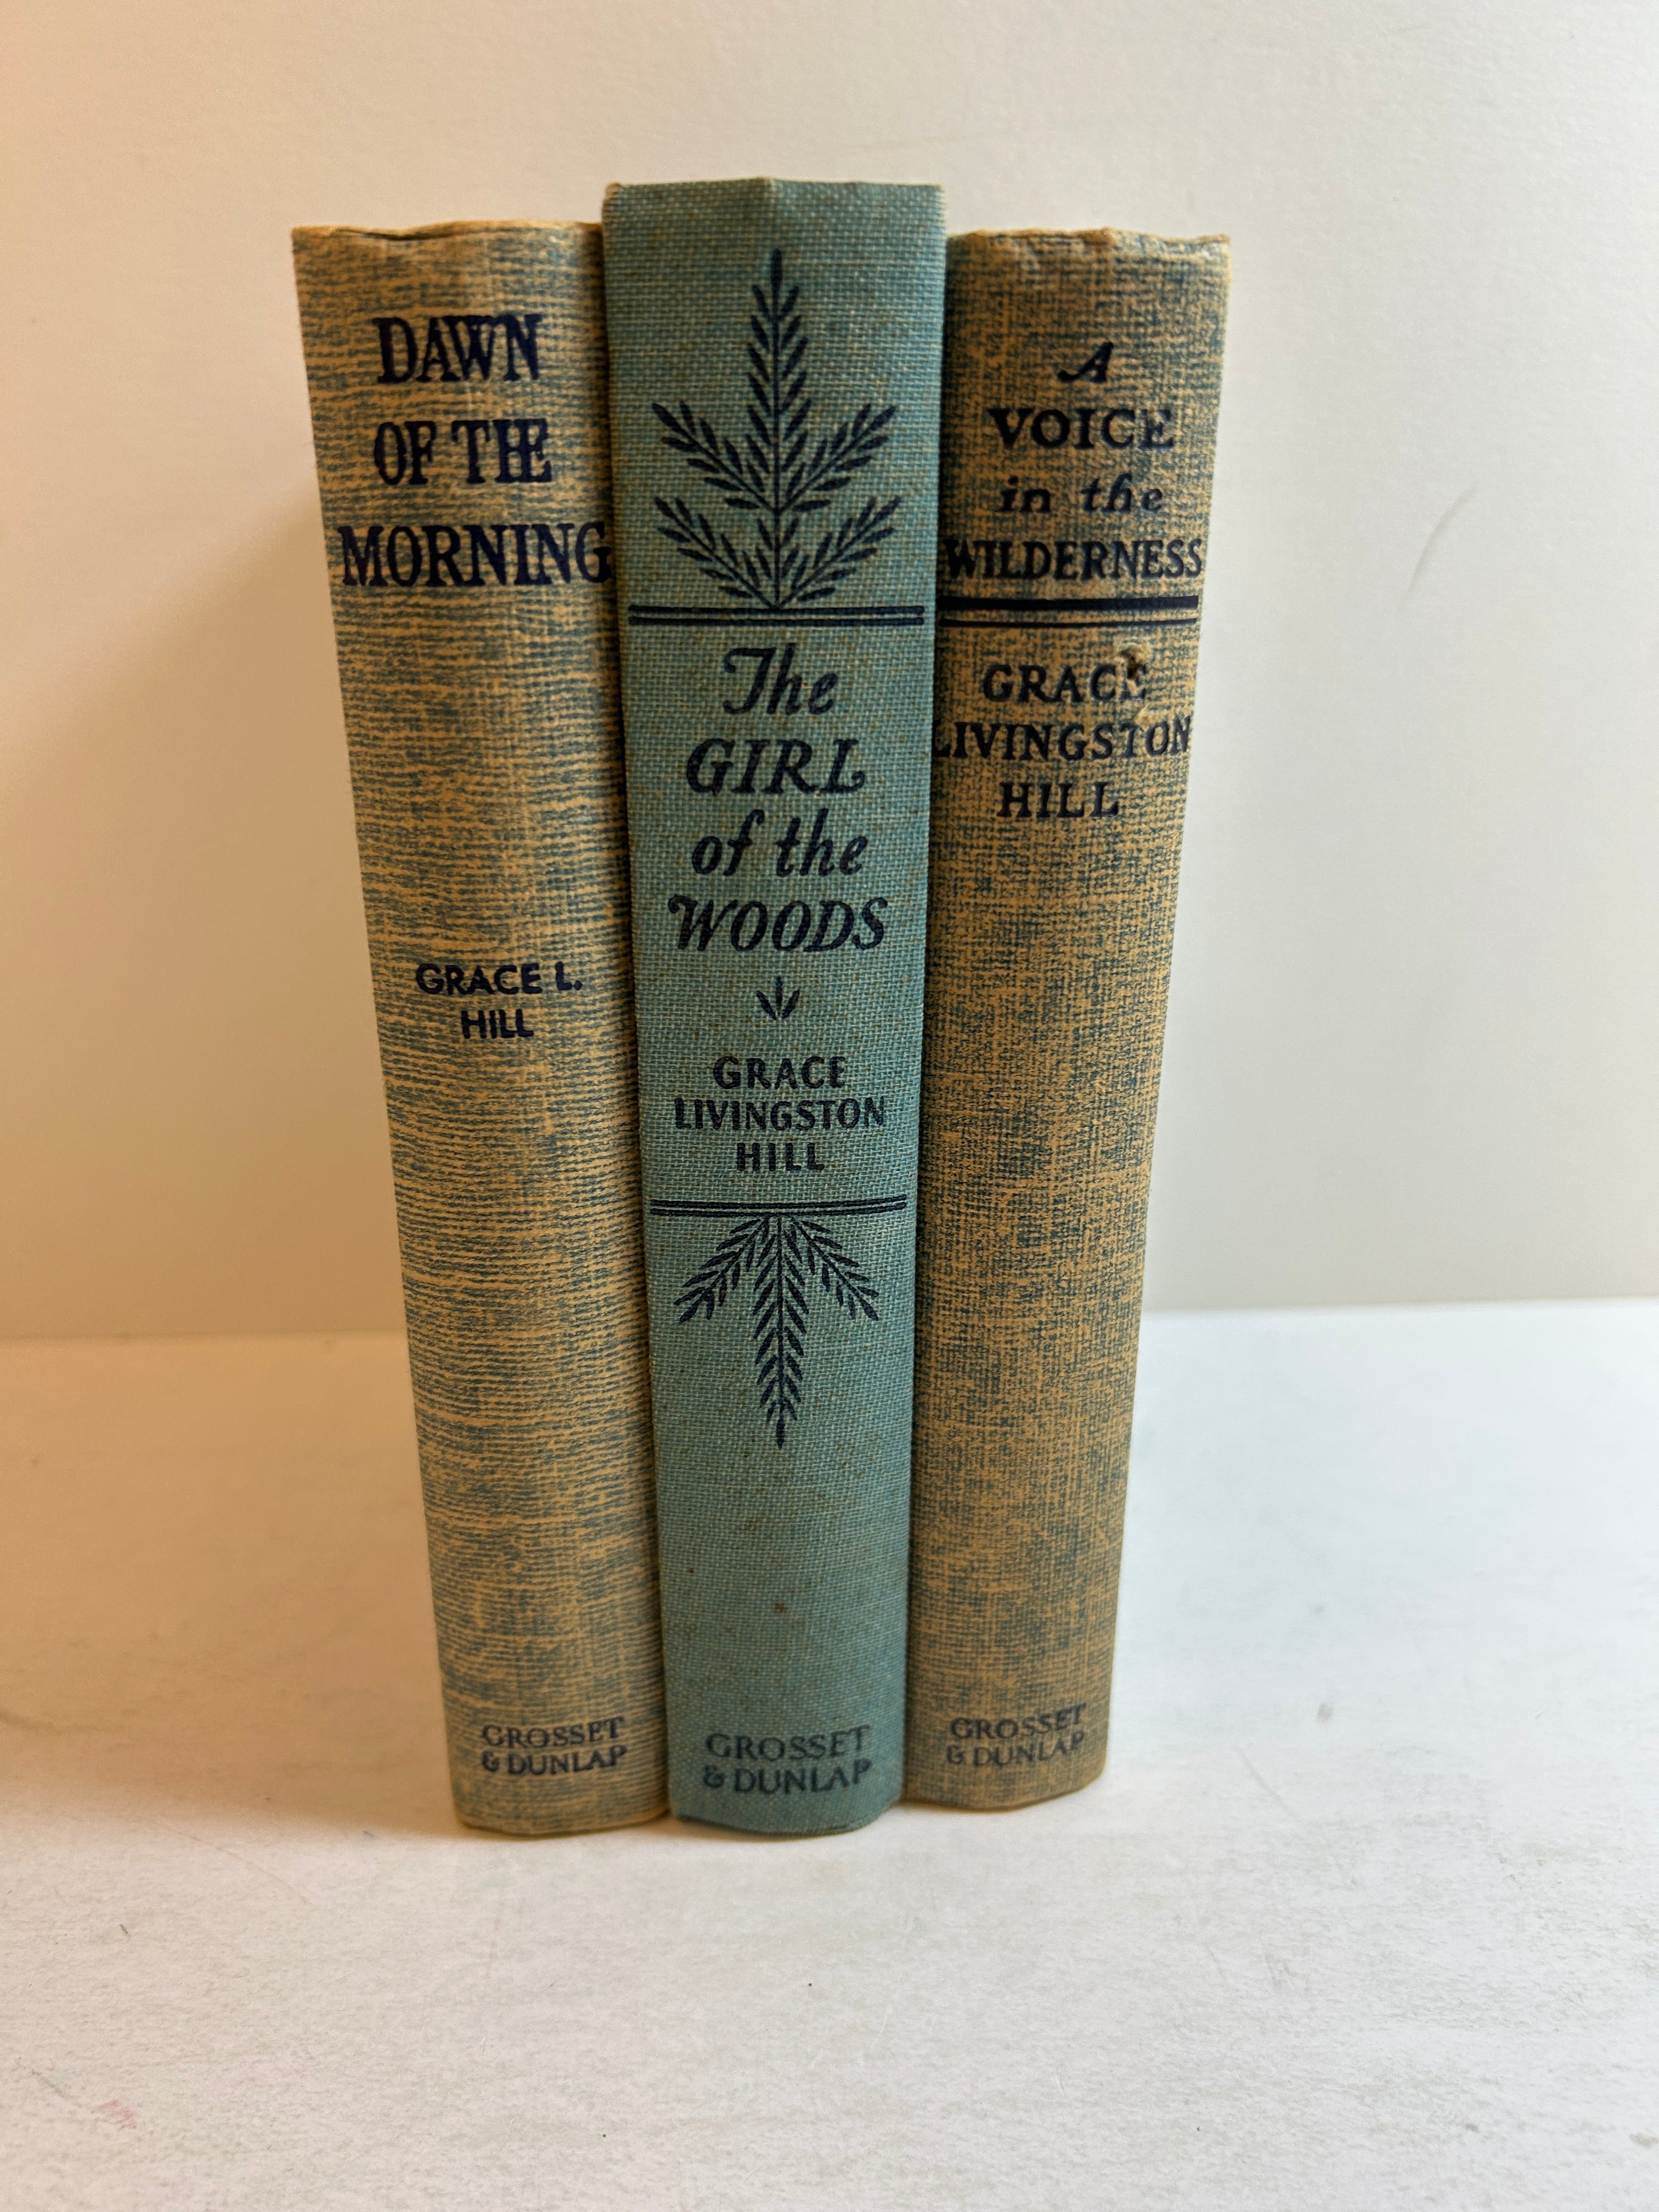 DAWN
OF THE
MORNING
GRACE L.
HILL
GROSSET
& DUNLAP
The
GIRL
of the
WOODS
GRACE
LIVINGSTON
HILL
GROSSET
& DUNLAP
A
VOICE
in the
WILDERNESS
GRACE
LIVINGSTON
HILL
GROSSET
& DUNLAP